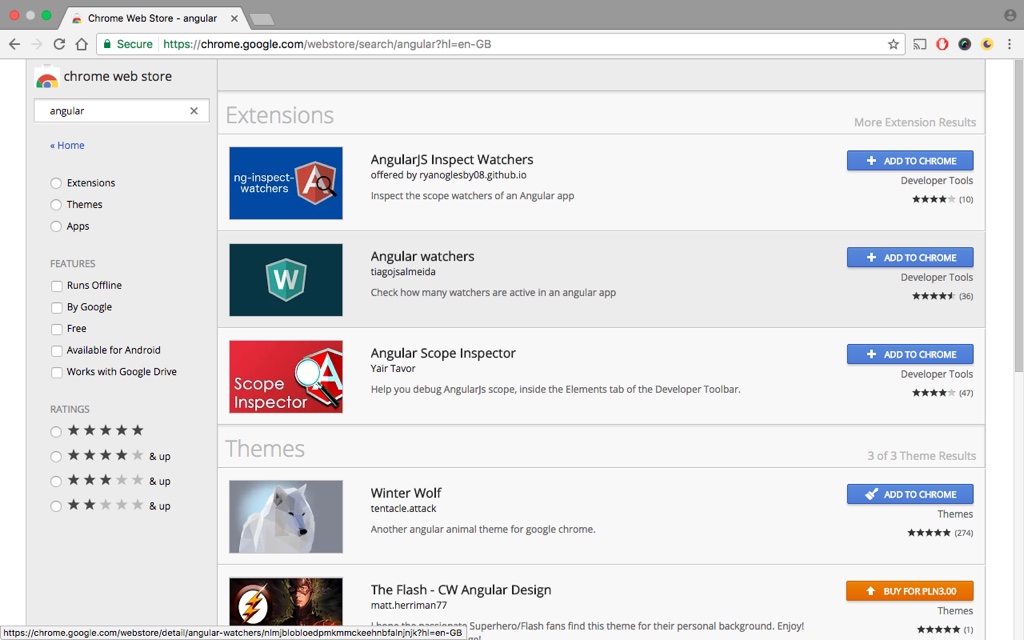 Chrome Web Store - angular
Secure
https://chrome.google.com/webstore/search/angular?hl=en-GB
chrome web store
angular
« Home
Extensions
Themes
Apps
FEATURES
Runs Offline
By Google
Free
Available for Android
Works with Google Drive
RATINGS
& up
& up
& up
Extensions
More Extension Results
ng-inspect-
watchers
AngularJS Inspect Watchers
offered by ryanoglesby08.github.io
Inspect the scope watchers of an Angular app
ADD TO CHROME
Developer Tools
(10)
W
Angular watchers
tiagojsalmeida
Check how many watchers are active in an angular app
ADD TO CHROME
Developer Tools
(36)
Scope
Inspector
Angular Scope Inspector
Yair Tavor
Help you debug AngularJs scope, inside the Elements tab of the Developer Toolbar.
ADD TO CHROME
Developer Tools
(47)
Themes
3 of 3 Theme Results
Winter Wolf
tentacle.attack
Another angular animal theme for google chrome.
ADD TO CHROME
Themes
(274)
The Flash - CW Angular Design
matt.herriman77
Superhero/Flash fans find this theme for their personal background. Enjoy!
BUY FOR PLN3.00
Themes
(1)
https://chrome.google.com/webstore/detail/angular-watchers/nlmjblobloedpmkmmckeehnbfalnjnjk?hl=en-GB